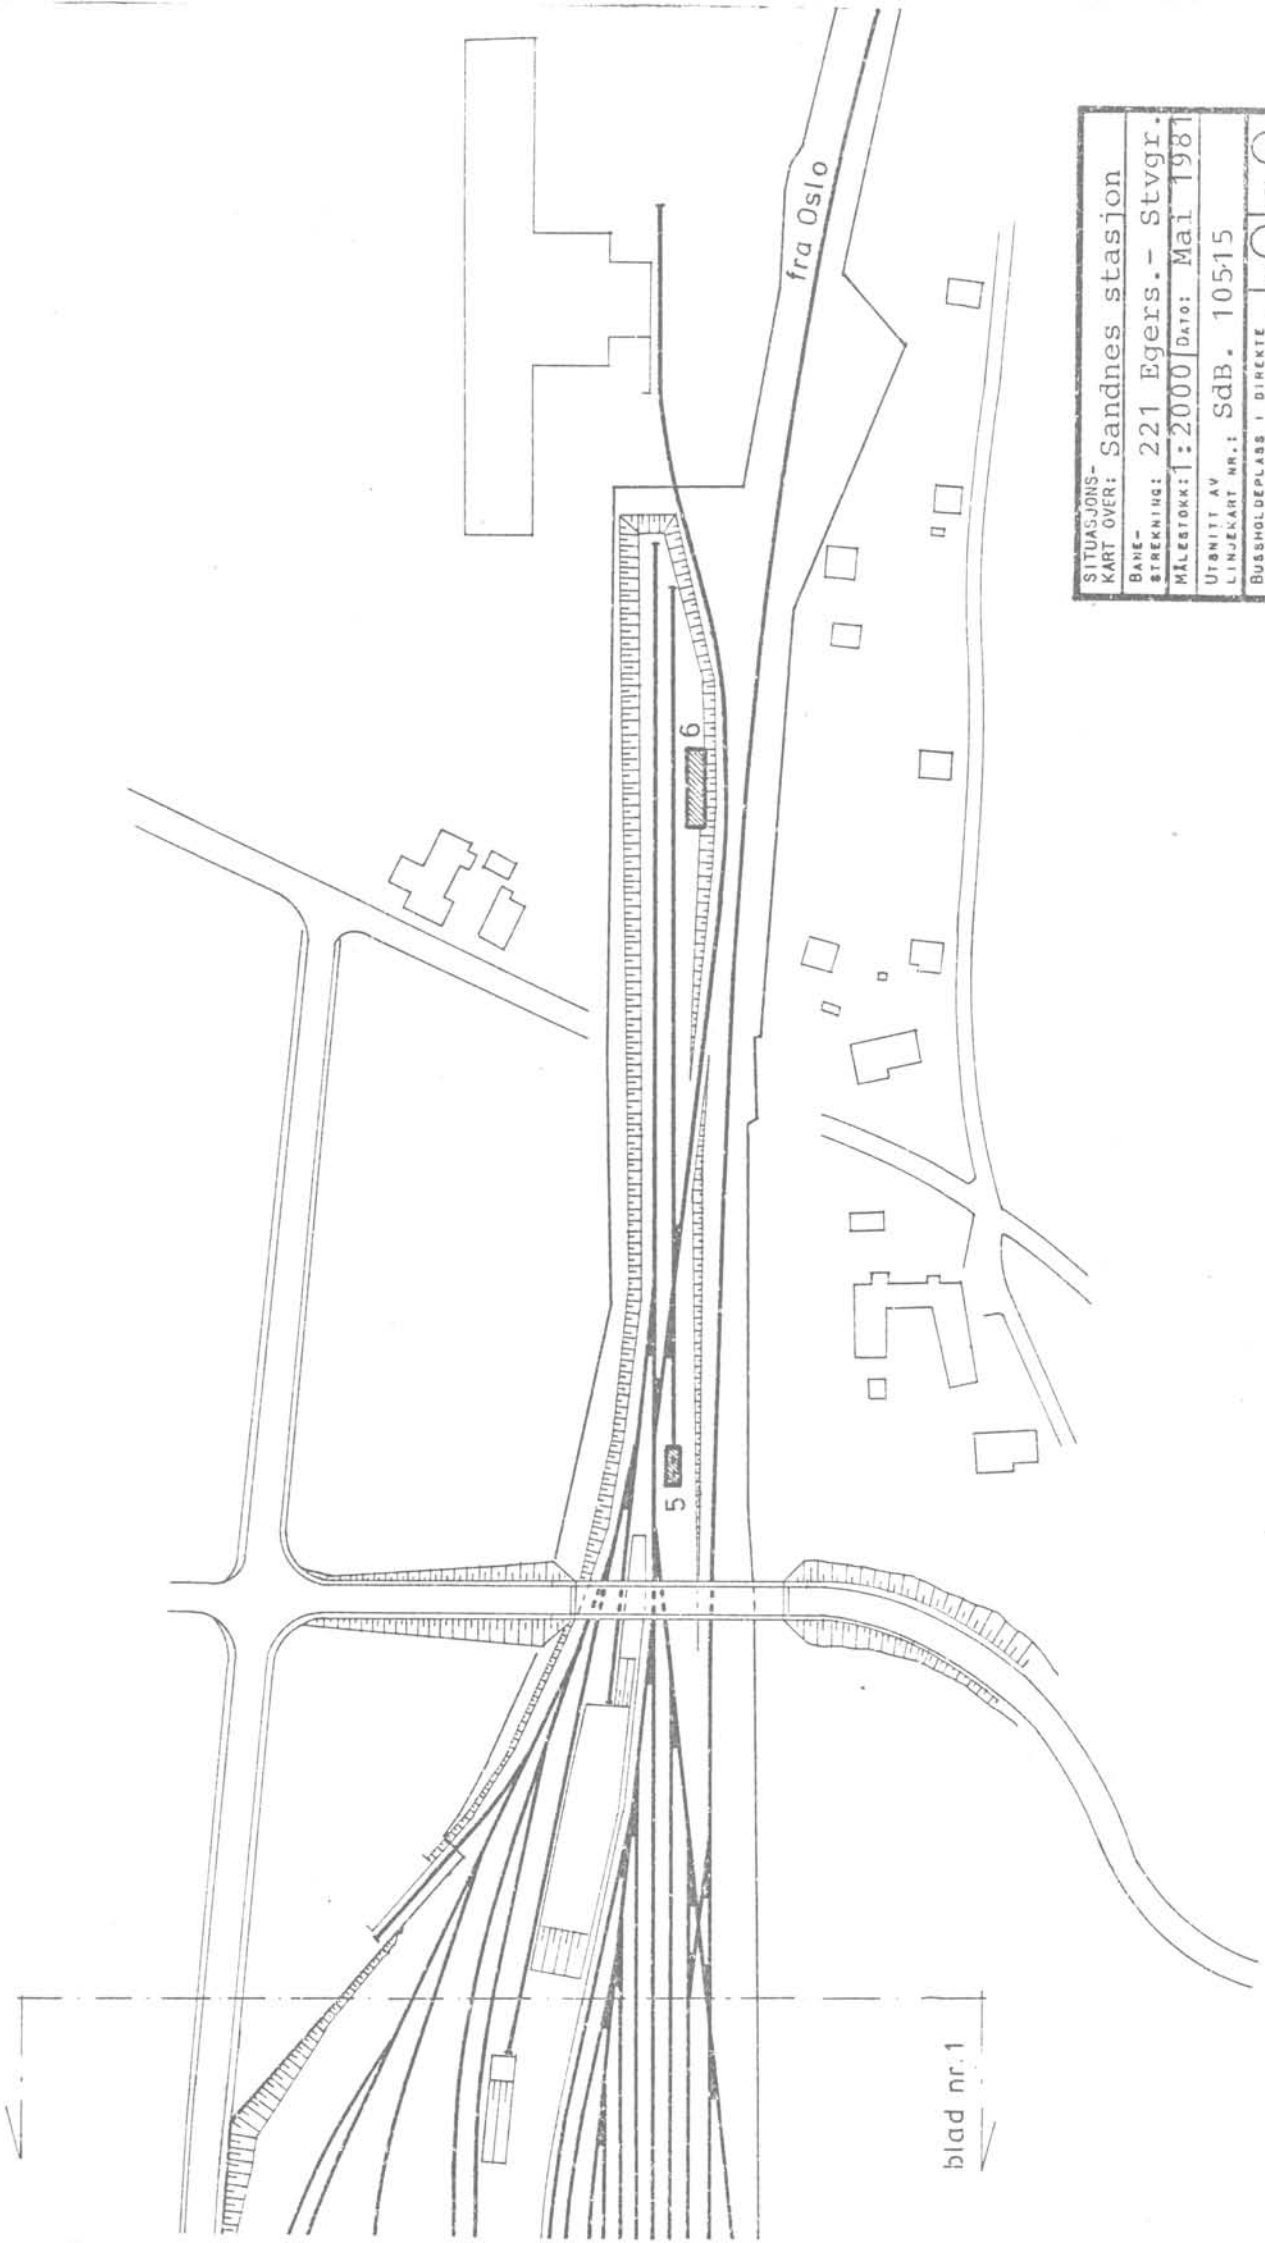 fra Oslo
6
5
blad nr.1
SITUASJONS-
KART OVER: Sandnes stasjon
BANE-
STREKNING: 221 Egers.- Stvgr.
MÅLESTOKK: 1:2000 DATO: Mai 1981
UTSNITT AV
LINJEKART NR.: SdB. 10515
BUSSHOLDEPLASS I DIREKTE